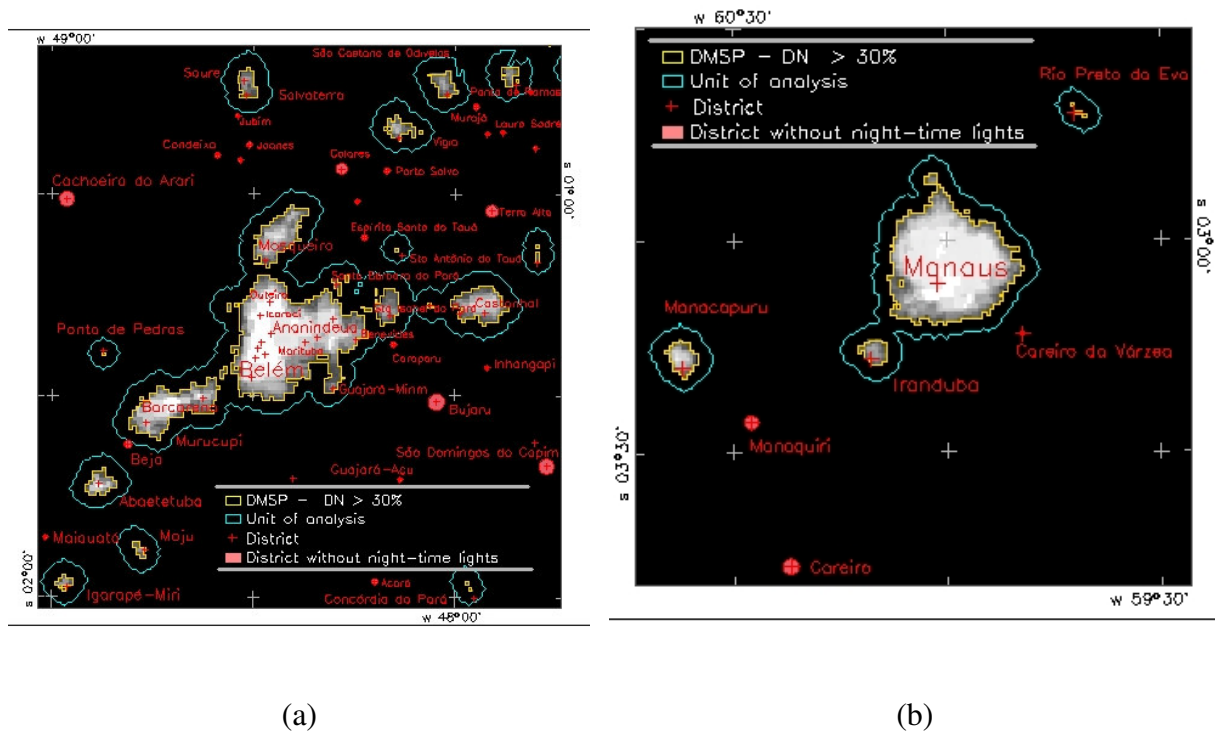 w 49°00'
São Caetano de Odivelas
Soure
Salvaterra
Ponta de Ramos
Jubim
Murajá
Lauro Sodre
Condeixa
Joanes
Vigia
Colares
Porto Salvo
Cachoeira do Arari
s 01°00'
Terra Alta
Espírito Santo do Tauá
Mosqueiro
Sto Antônio do Tauá
Santa Bárbara do Pará
Outeiro
Sta Isabel do Pará
Castanhal
Icoaraci
Ananindeua
Ponta de Pedras
Benevides
Marituba
Caraparu
Belém
Inhangapi
Guajará-Mirim
Barcarena
Bujaru
Murucupi
Beja
São Domingos do Capim
Guajará-Açu
Abaetetuba
DMSP - DN > 30%
Unit of analysis
District
District without night-time lights
Maiauatá
Moju
s 02°00'
Igarapé-Miri
Acará
Concórdia do Pará
w 48°00'
(a)
w 60°30'
DMSP - DN > 30%
Unit of analysis
District
District without night-time lights
Rio Preto da Eva
s 03°00'
Manaus
Manacapuru
Careiro da Várzea
Iranduba
Manaquiri
s 03°30'
Careiro
w 59°30'
(b)